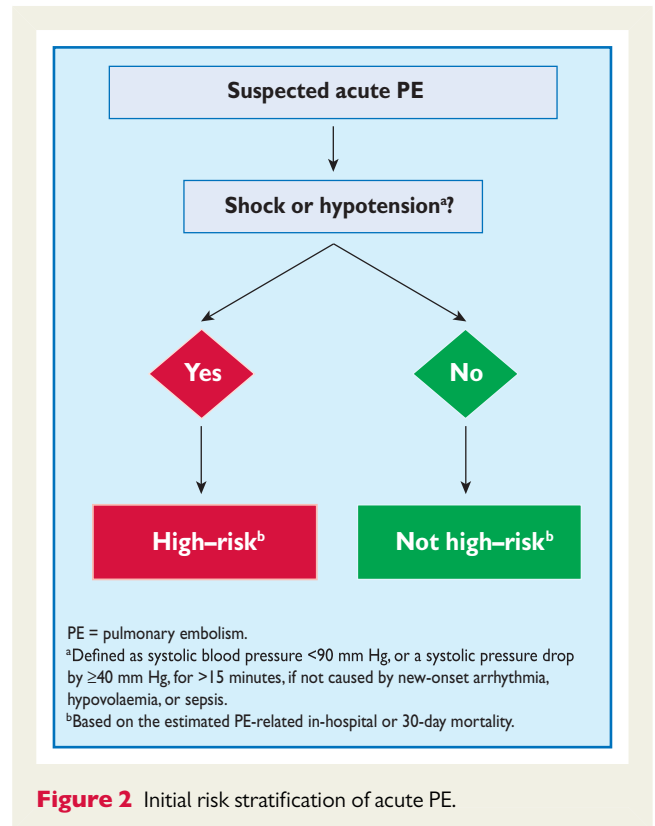 Suspected acute PE
Shock or hypotensionᵃ?
Yes
No
High–riskᵇ
Not high–riskᵇ
PE = pulmonary embolism.
ᵃDefined as systolic blood pressure <90 mm Hg, or a systolic pressure drop
by ≥40 mm Hg, for >15 minutes, if not caused by new-onset arrhythmia,
hypovolaemia, or sepsis.
ᵇBased on the estimated PE-related in-hospital or 30-day mortality.
Figure 2 Initial risk stratification of acute PE.